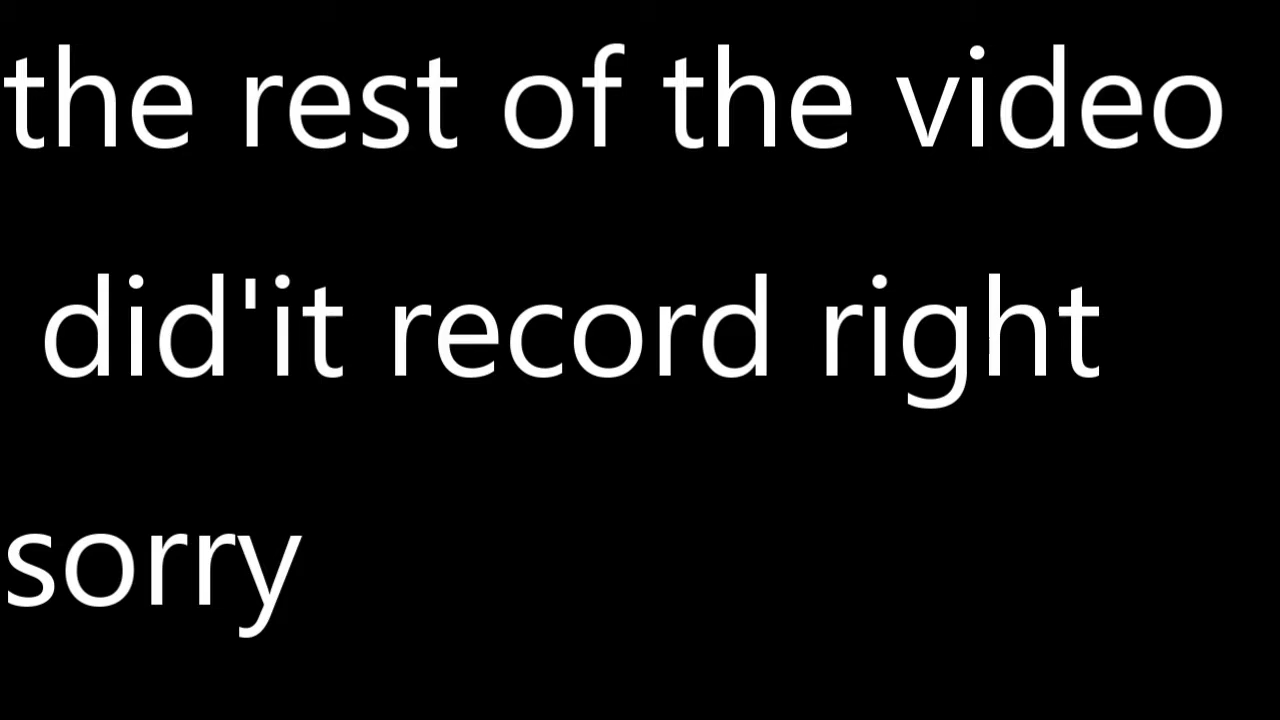 the rest of the video
did'it record right
sorry